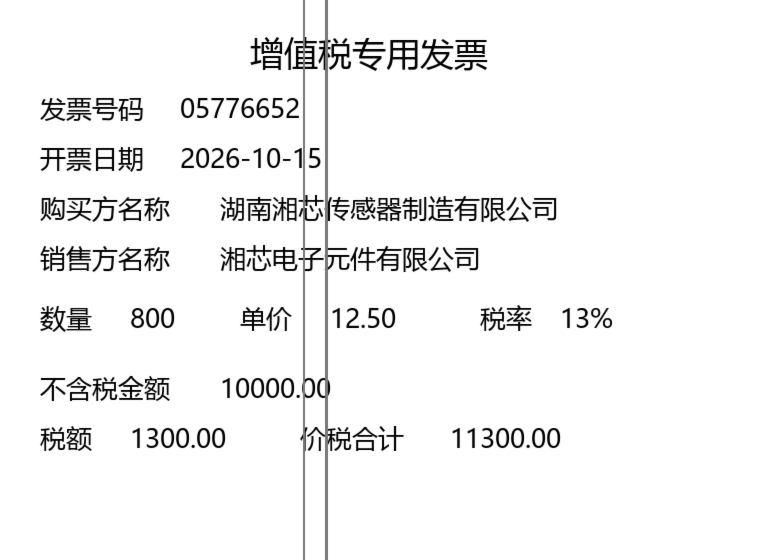 增值税专用发票
发票号码 05776652
开票日期 2026-10-15
购买方名称 湖南湘芯传感器制造有限公司
销售方名称 湘芯电子元件有限公司
数量 800 单价 12.50 税率 13%
不含税金额 10000.00
税额 1300.00 价税合计 11300.00